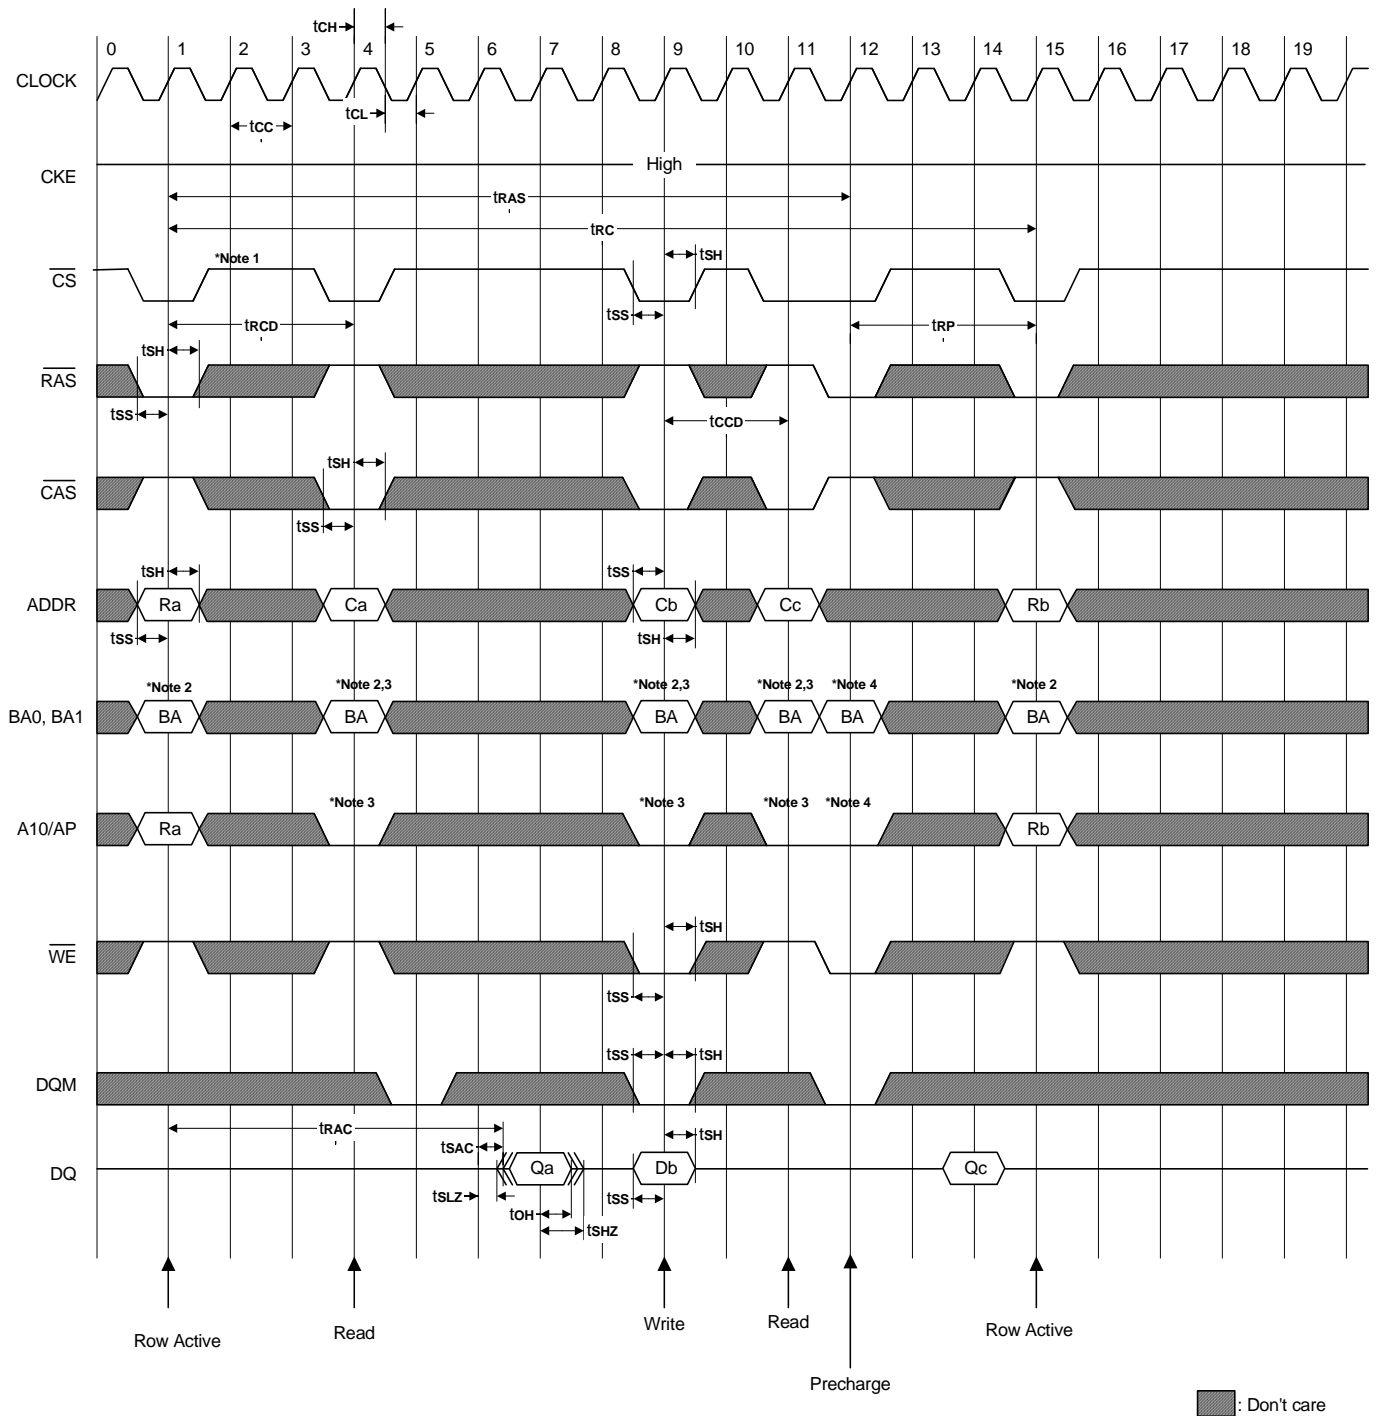 tCH
0 1 2 3 4 5 6 7 8 9 10 11 12 13 14 15 16 17 18 19
CLOCK
tCL
tCC
High
CKE
tRAS
tRC
*Note 1
tSH
CS
tSS
tRCD
tRP
tSH
RAS
tSS
tCCD
tSH
CAS
tSS
tSH
tSS
ADDR
Ra Ca Cb Cc Rb
tSS
tSH
*Note 2 *Note 2,3 *Note 2,3 *Note 2,3 *Note 4 *Note 2
BA0, BA1
BA BA BA BA BA BA
*Note 3 *Note 3 *Note 3 *Note 4
A10/AP
Ra Rb
tSH
WE
tSS
tSS tSH
DQM
tRAC
tSH
tSAC
DQ
Qa Db Qc
tSLZ
tSS
tOH
tSHZ
Row Active
Read
Write
Read
Row Active
Precharge
: Don't care